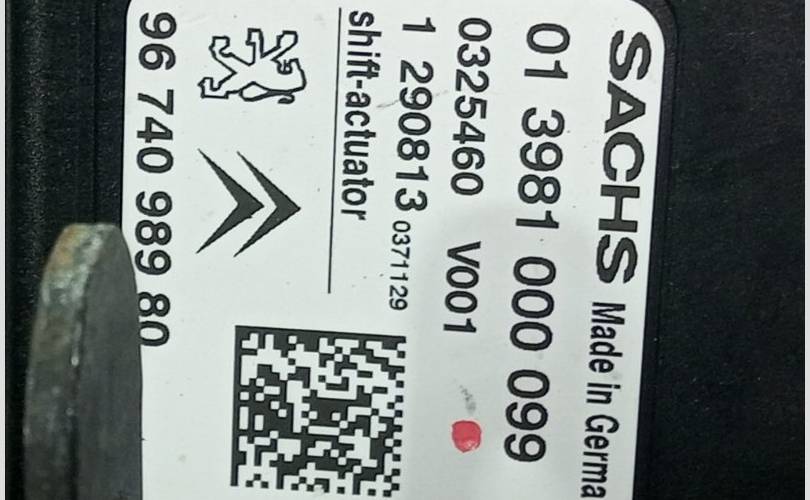 SACHS Made in Germa
01 3981 000 099
0325460 V001
1 290813 0371129
shift-actuator
96 740 989 80